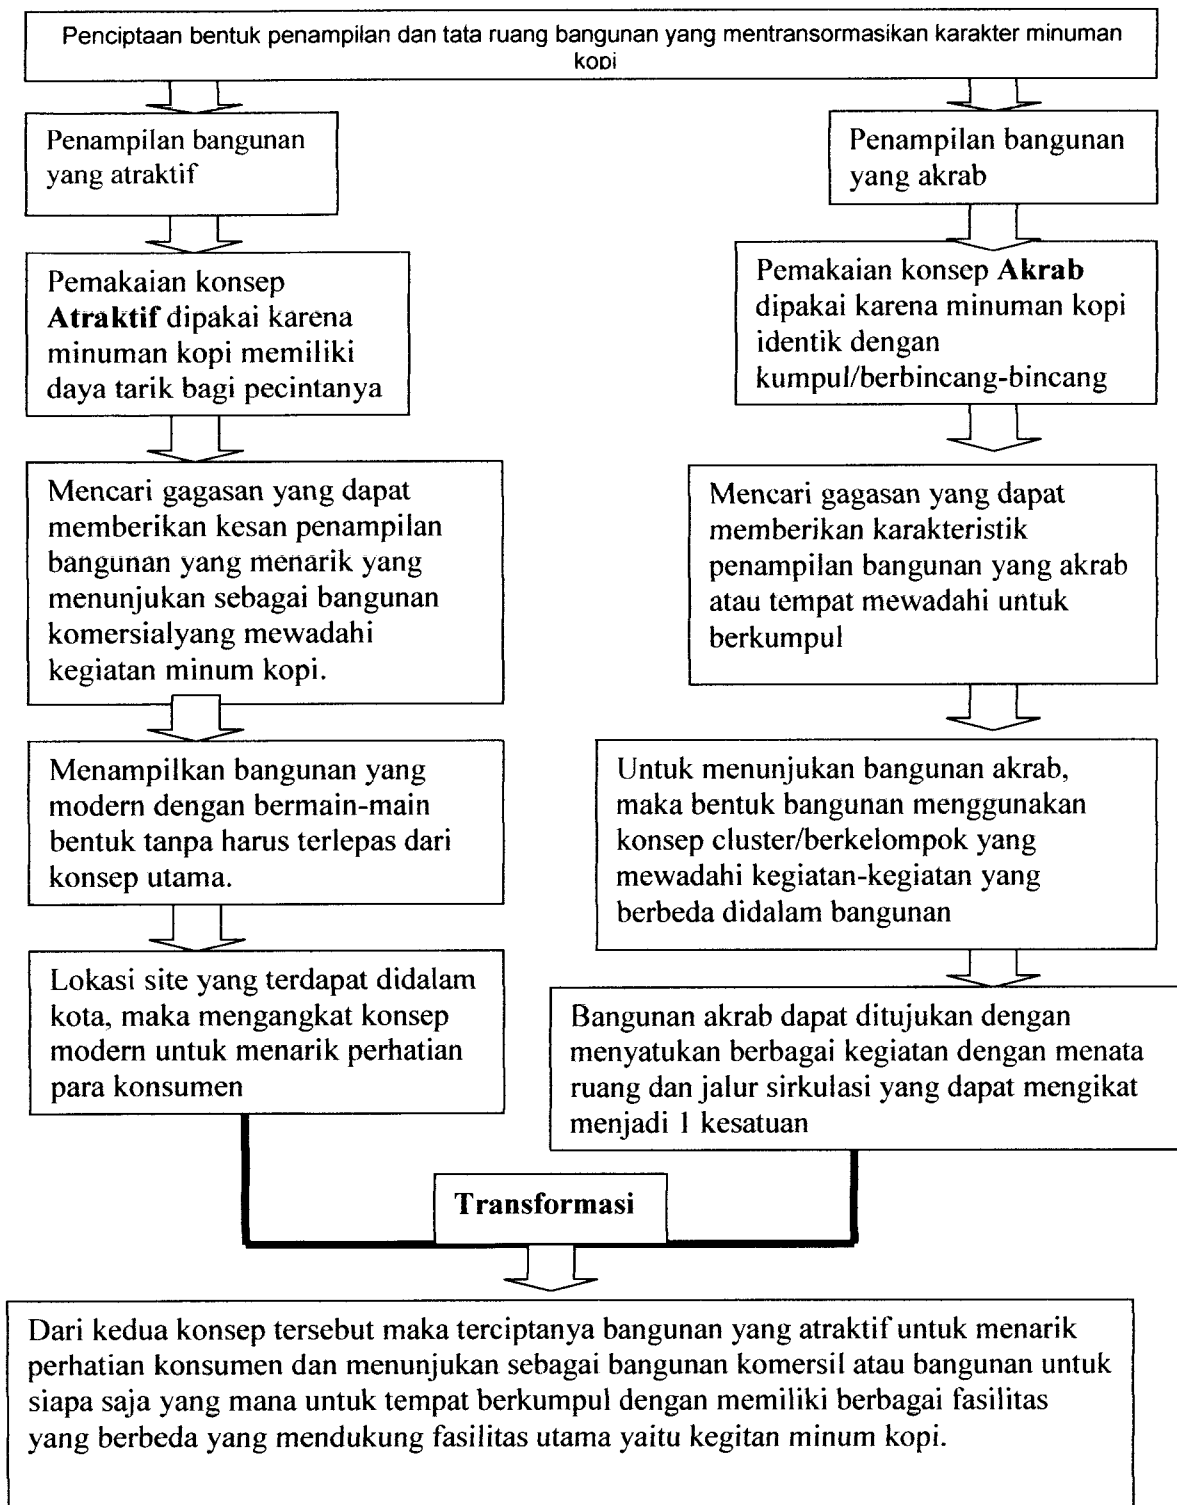 Penciptaan bentuk penampilan dan tata ruang bangunan yang mentransormasikan karakter minuman
kopi
Penampilan bangunan
yang atraktif
Pemakaian konsep
Atraktif dipakai karena
minuman kopi memiliki
daya tarik bagi pecintanya
Mencari gagasan yang dapat
memberikan kesan penampilan
bangunan yang menarik yang
menunjukan sebagai bangunan
komersialyang mewadahi
kegiatan minum kopi.
Menampilkan bangunan yang
modern dengan bermain-main
bentuk tanpa harus terlepas dari
konsep utama.
Lokasi site yang terdapat didalam
kota, maka mengangkat konsep
modern untuk menarik perhatian
para konsumen
Penampilan bangunan
yang akrab
Pemakaian konsep Akrab
dipakai karena minuman kopi
identik dengan
kumpul/berbincang-bincang
Mencari gagasan yang dapat
memberikan karakteristik
penampilan bangunan yang akrab
atau tempat mewadahi untuk
berkumpul
Untuk menunjukan bangunan akrab,
maka bentuk bangunan menggunakan
konsep cluster/berkelompok yang
mewadahi kegiatan-kegiatan yang
berbeda didalam bangunan
Bangunan akrab dapat ditujukan dengan
menyatukan berbagai kegiatan dengan menata
ruang dan jalur sirkulasi yang dapat mengikat
menjadi 1 kesatuan
Transformasi
Dari kedua konsep tersebut maka terciptanya bangunan yang atraktif untuk menarik
perhatian konsumen dan menunjukan sebagai bangunan komersil atau bangunan untuk
siapa saja yang mana untuk tempat berkumpul dengan memiliki berbagai fasilitas
yang berbeda yang mendukung fasilitas utama yaitu kegitan minum kopi.